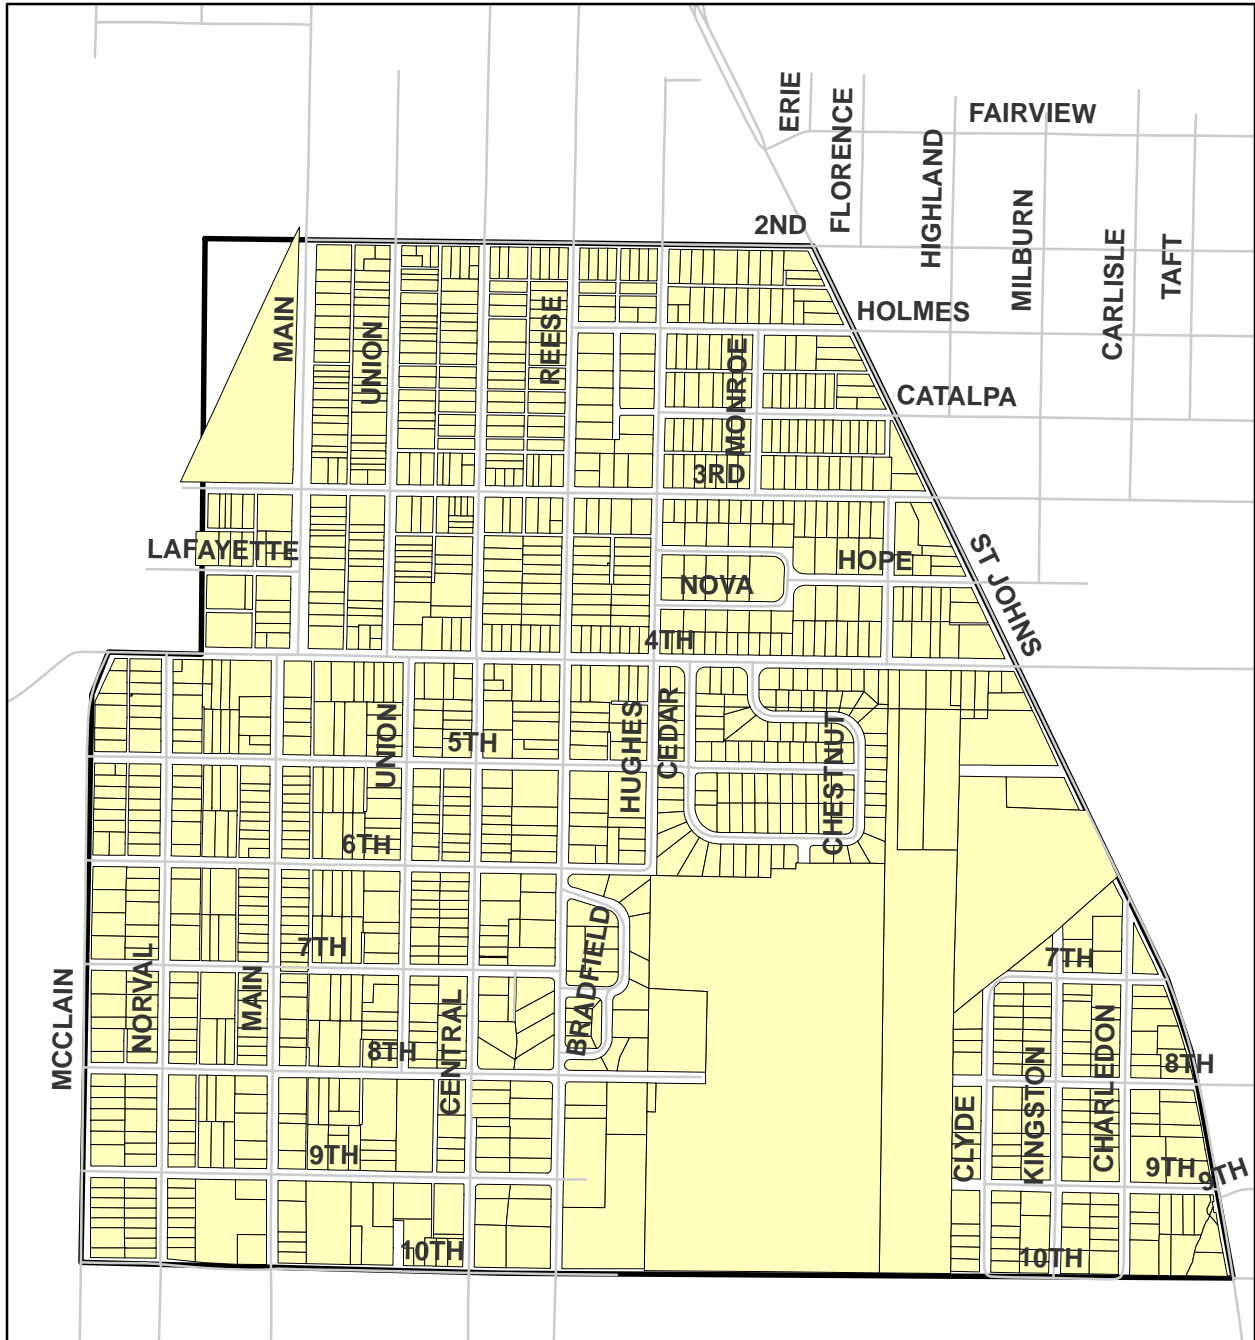 ERIE
FLORENCE
FAIRVIEW
HIGHLAND
MILBURN
CARLISLE
TAFT
2ND
HOLMES
MAIN
UNION
REESE
MONROE
CATALPA
3RD
LAFAYETTE
HOPE
NOVA
ST JOHNS
4TH
UNION
5TH
HUGHES
CEDAR
CHESTNUT
6TH
7TH
BRADFIELD
7TH
MCCLAIN
NORVAL
MAIN
8TH
CENTRAL
CLYDE
KINGSTON
CHARLEDON
8TH
9TH
9TH
9TH
10TH
10TH